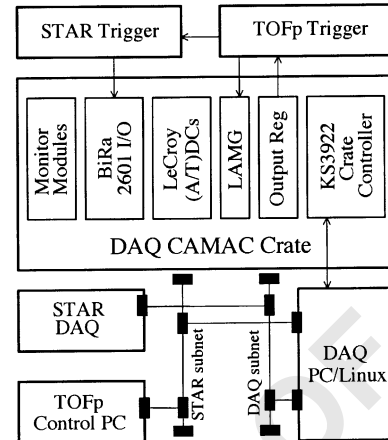 STAR Trigger
TOFp Trigger
Monitor
Modules
BiRa
2601 I/O
LeCroy
(A/T)DCs
LAMG
Output Reg
KS3922
Crate
Controller
DAQ CAMAC Crate
STAR
DAQ
STAR subnet
DAQ subnet
DAQ
PC/Linux
TOFp
Control PC
OF